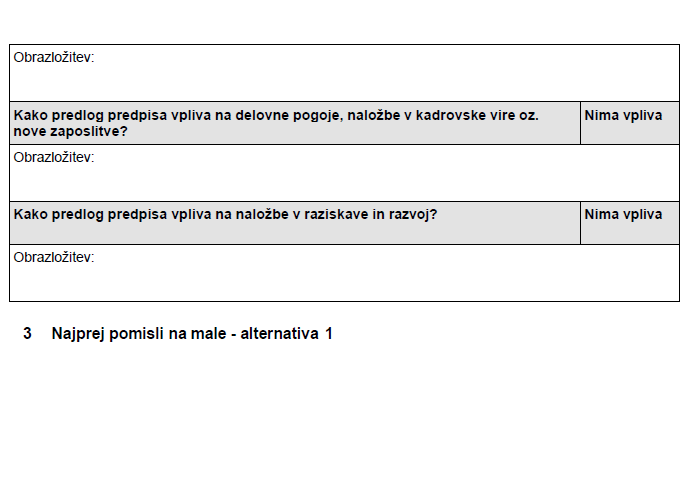 Obrazložitev:
Kako predlog predpisa vpliva na delovne pogoje, naložbe v kadrovske vire oz.
nove zaposlitve?
Nima vpliva
Obrazložitev:
Kako predlog predpisa vpliva na naložbe v raziskave in razvoj?
Nima vpliva
Obrazložitev:
3 Najprej pomisli na male - alternativa 1